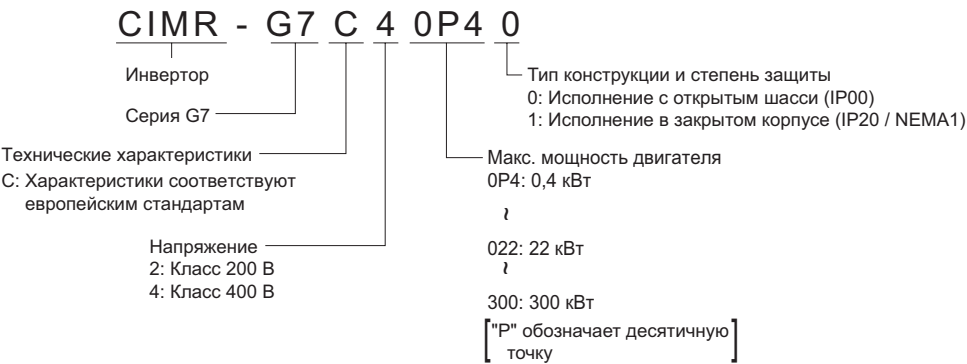 CIMR - G7 C 4 0P4 0
Инвертор
Серия G7
Технические характеристики
C: Характеристики соответствуют
европейским стандартам
Напряжение
2: Класс 200 В
4: Класс 400 В
Тип конструкции и степень защиты
0: Исполнение с открытым шасси (IP00)
1: Исполнение в закрытом корпусе (IP20 / NEMA1)
Макс. мощность двигателя
0P4: 0,4 кВт
~
022: 22 кВт
~
300: 300 кВт
["P" обозначает десятичную
точку]